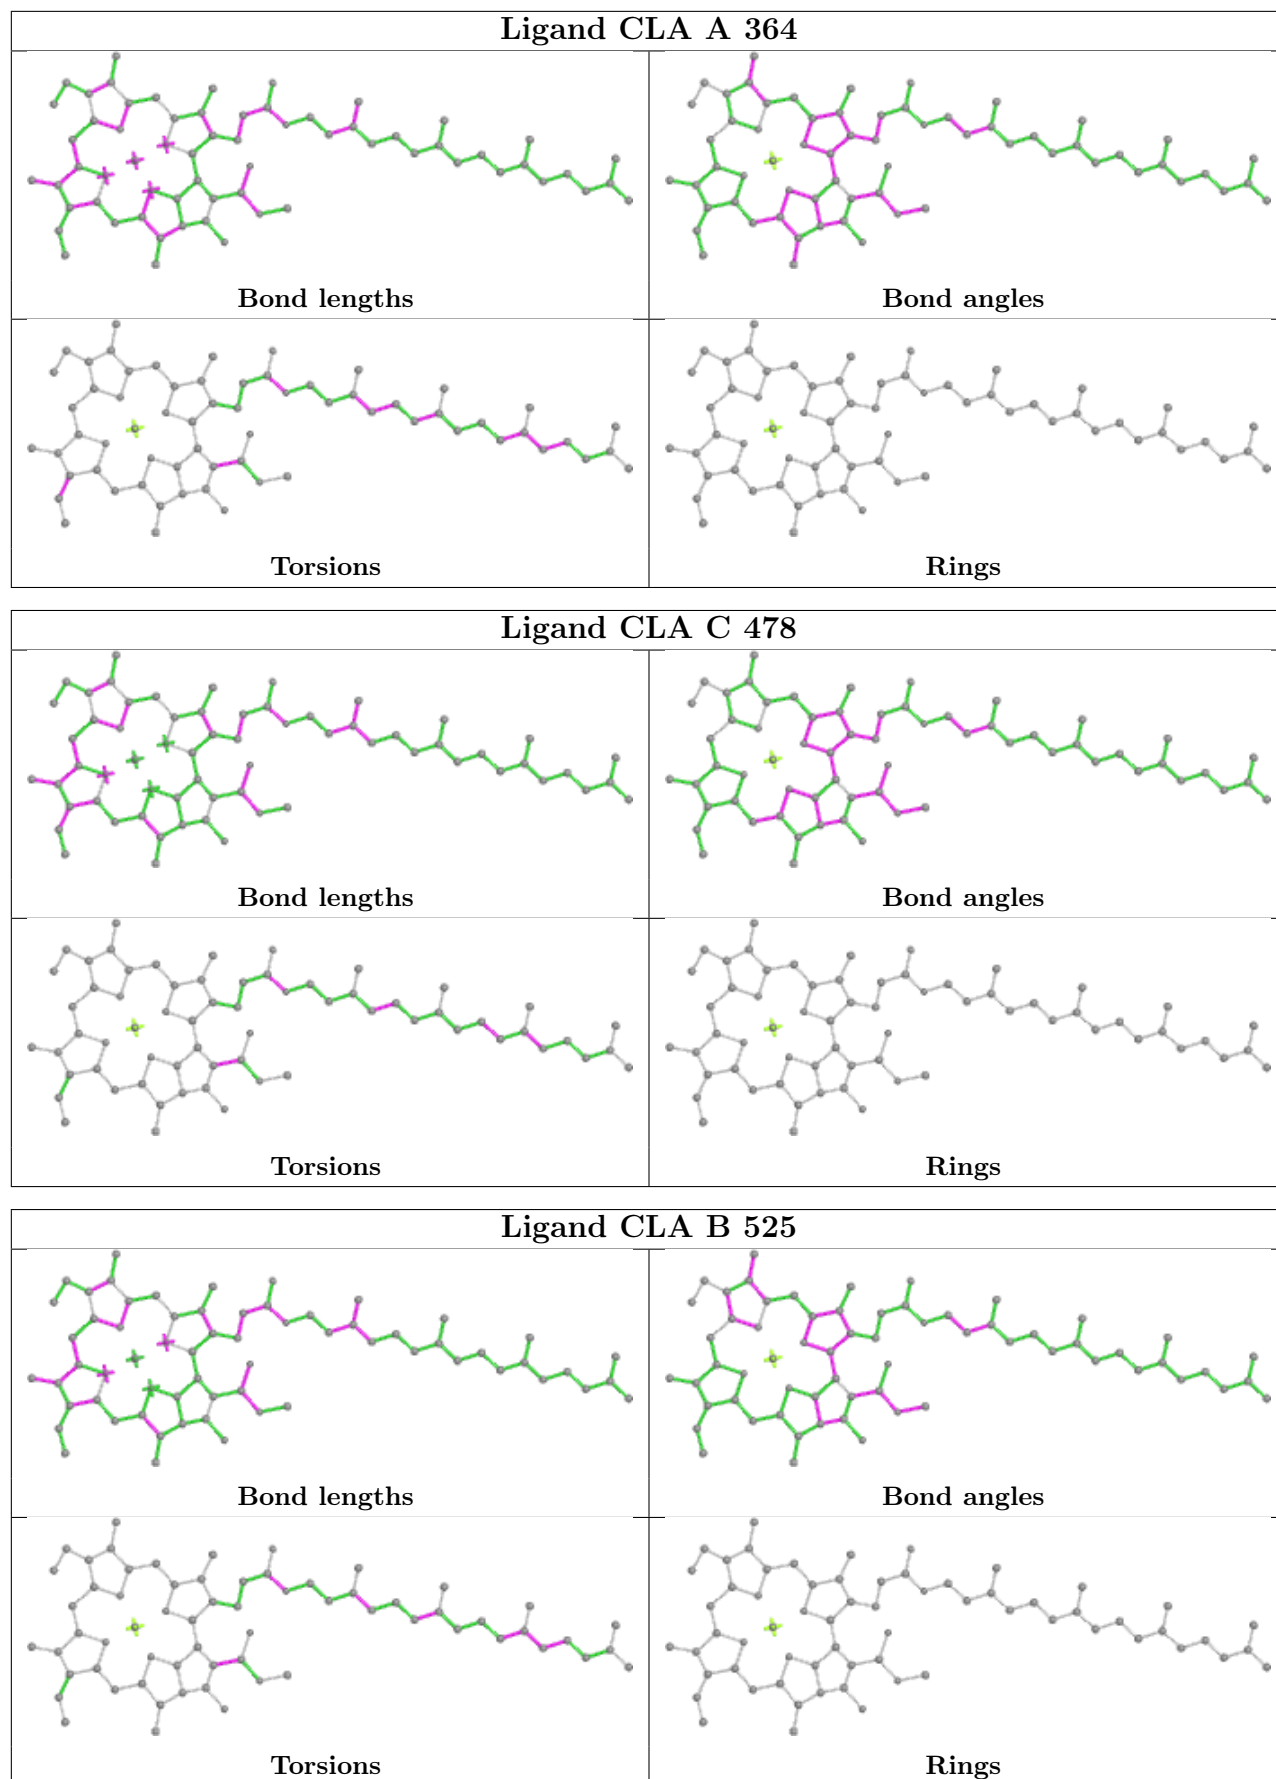 Ligand CLA A 364
Bond lengths
Bond angles
Torsions
Rings
Ligand CLA C 478
Bond lengths
Bond angles
Torsions
Rings
Ligand CLA B 525
Bond lengths
Bond angles
Torsions
Rings